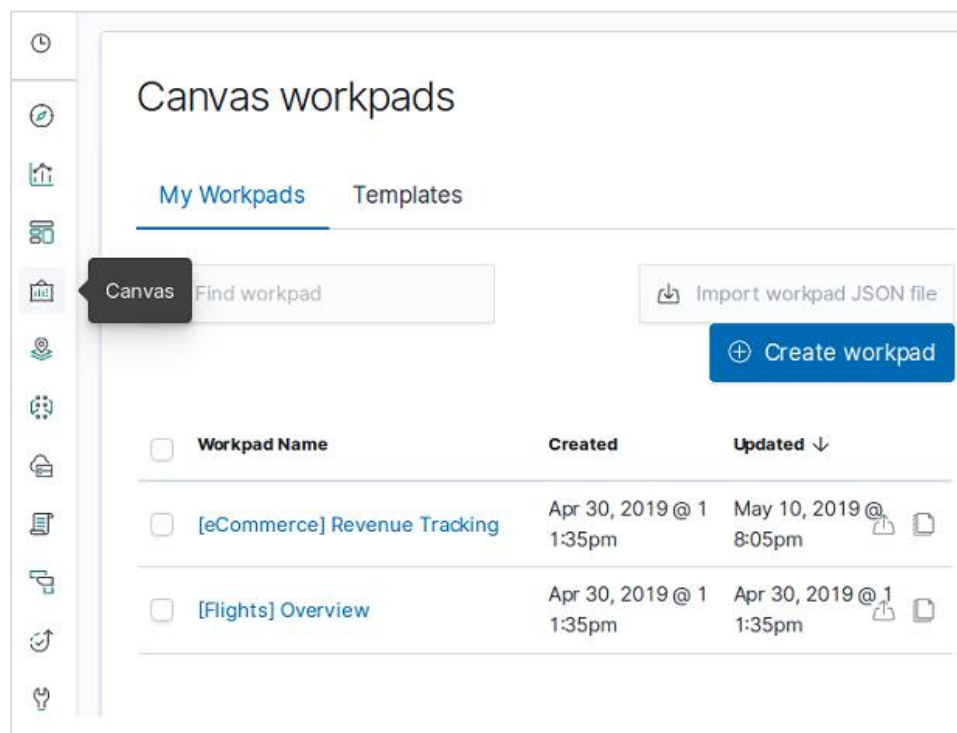 Canvas workpads
My Workpads Templates
Canvas
Find workpad
Import workpad JSON file
Create workpad
Workpad Name Created Updated
[eCommerce] Revenue Tracking Apr 30, 2019 @ 1 May 10, 2019 @
1:35pm 8:05pm
[Flights] Overview Apr 30, 2019 @ 1 Apr 30, 2019 @ 1
1:35pm 1:35pm